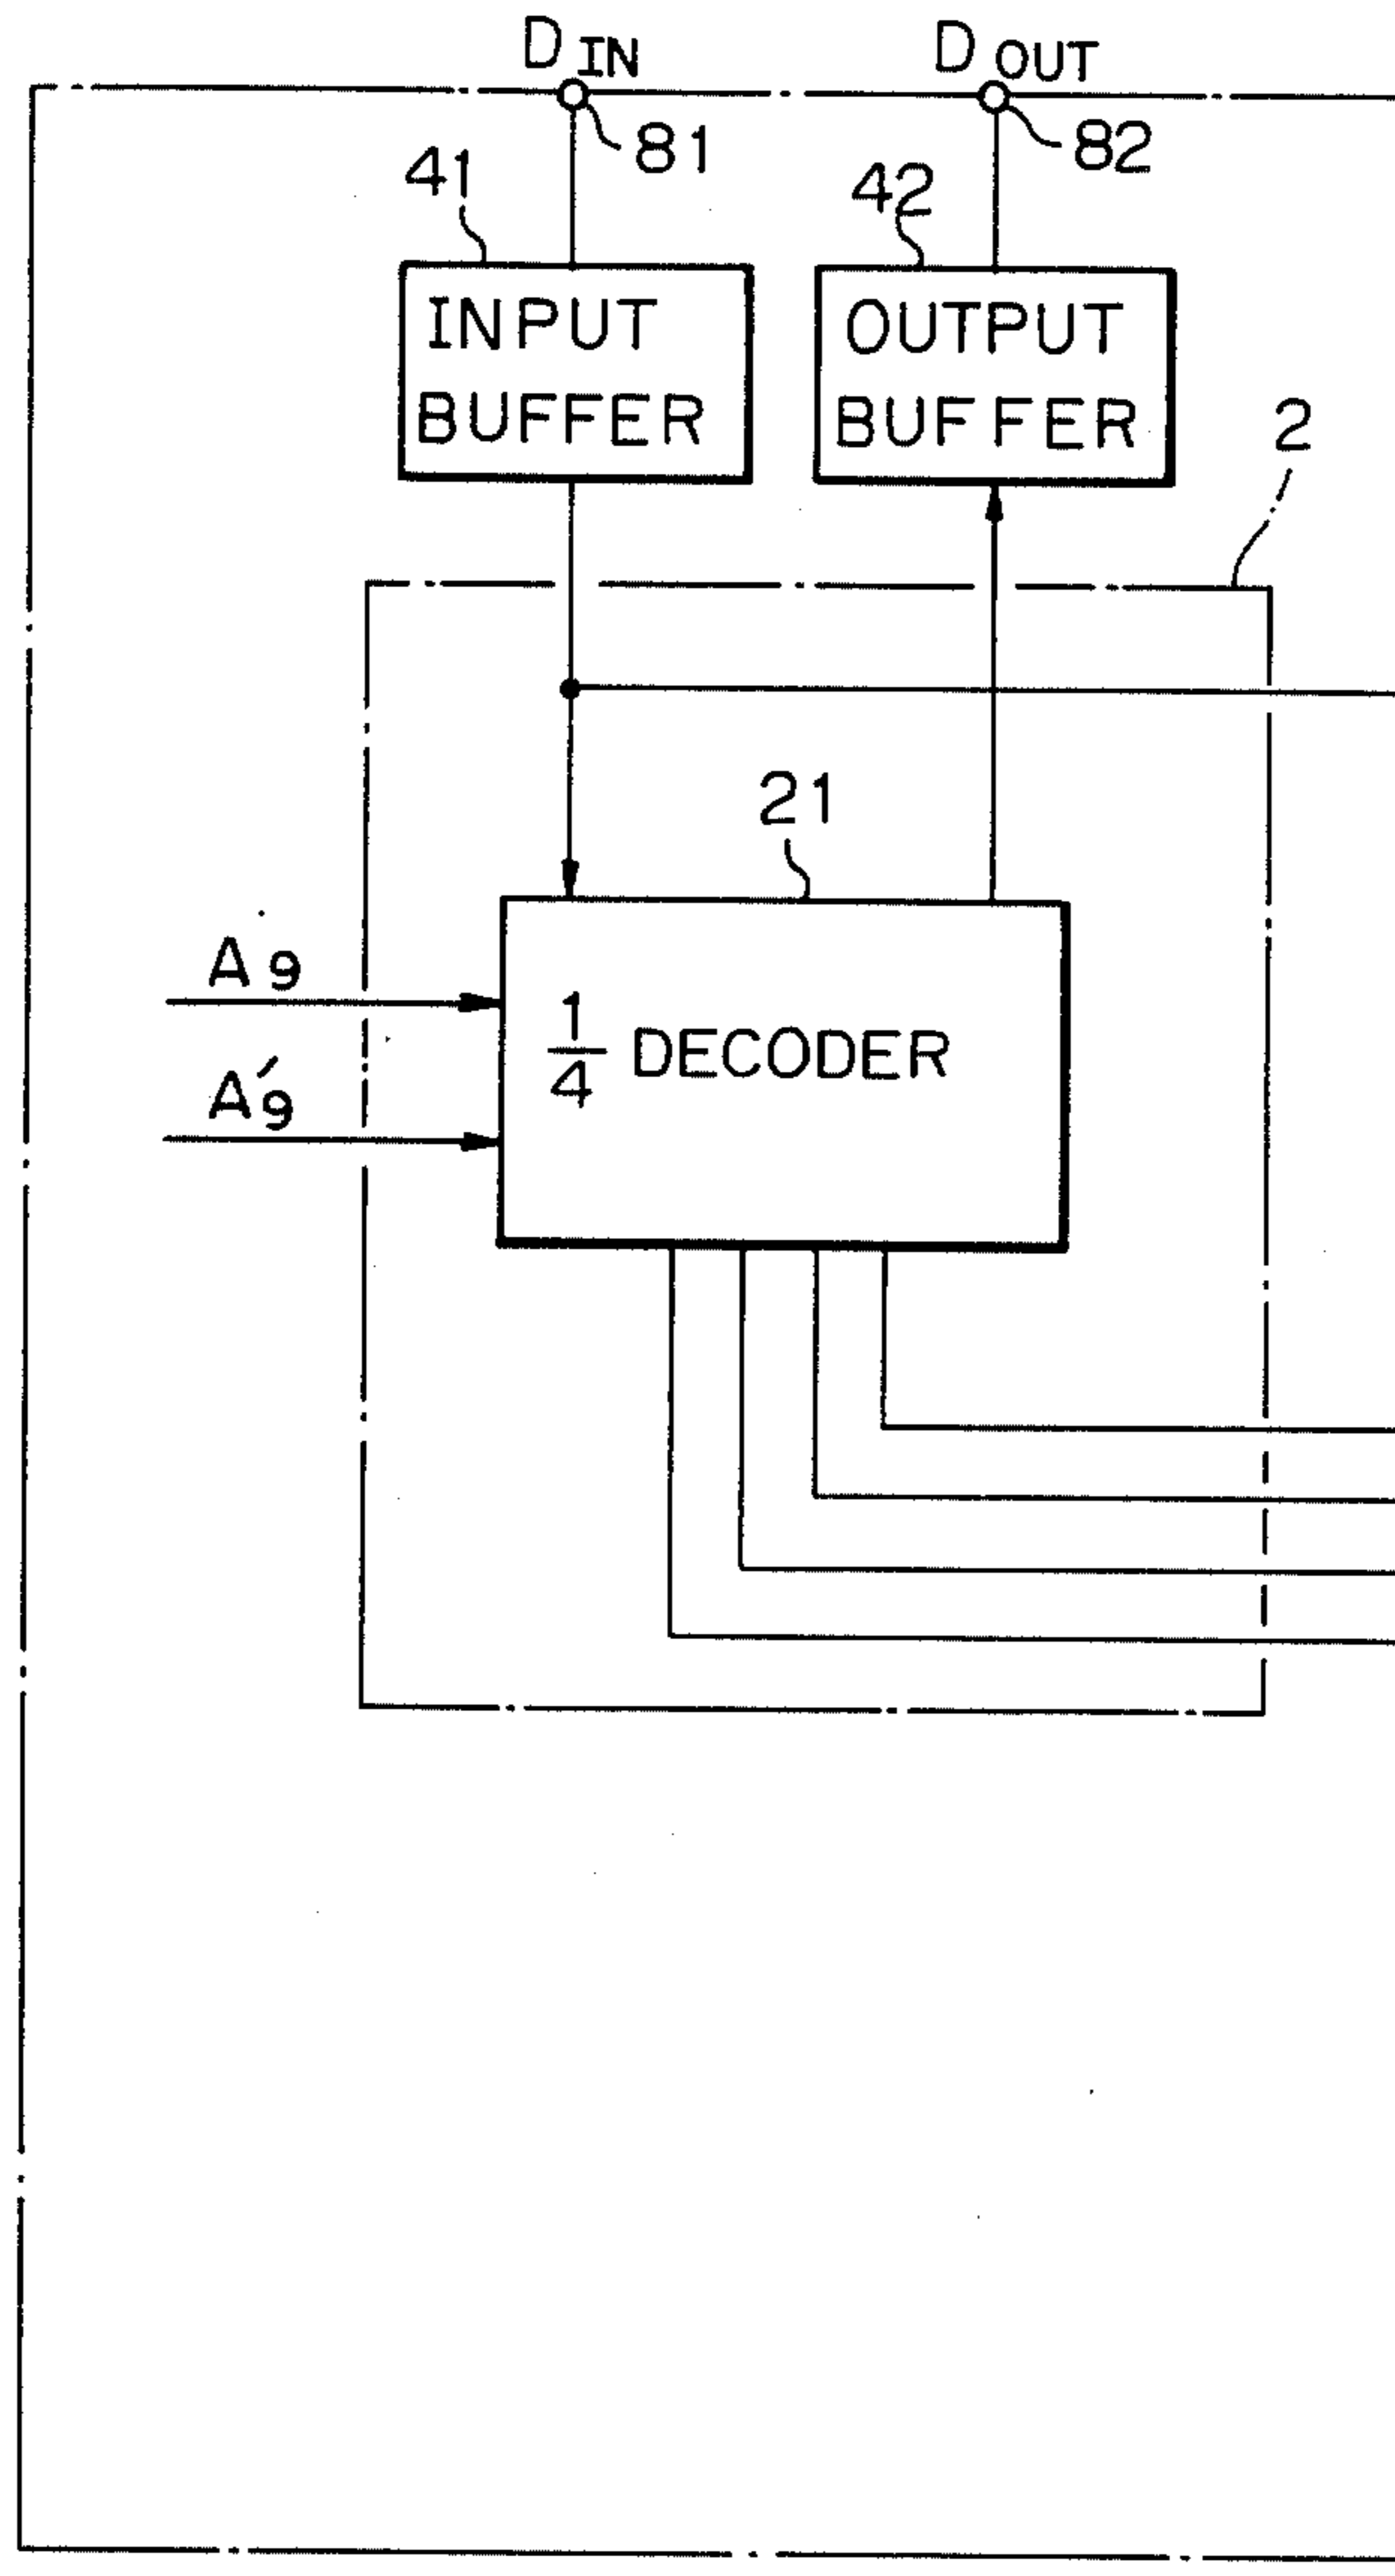 D IN
D OUT
81
82
41
42
INPUT
BUFFER
OUTPUT
BUFFER
2
21
A9
A'9
1/4 DECODER